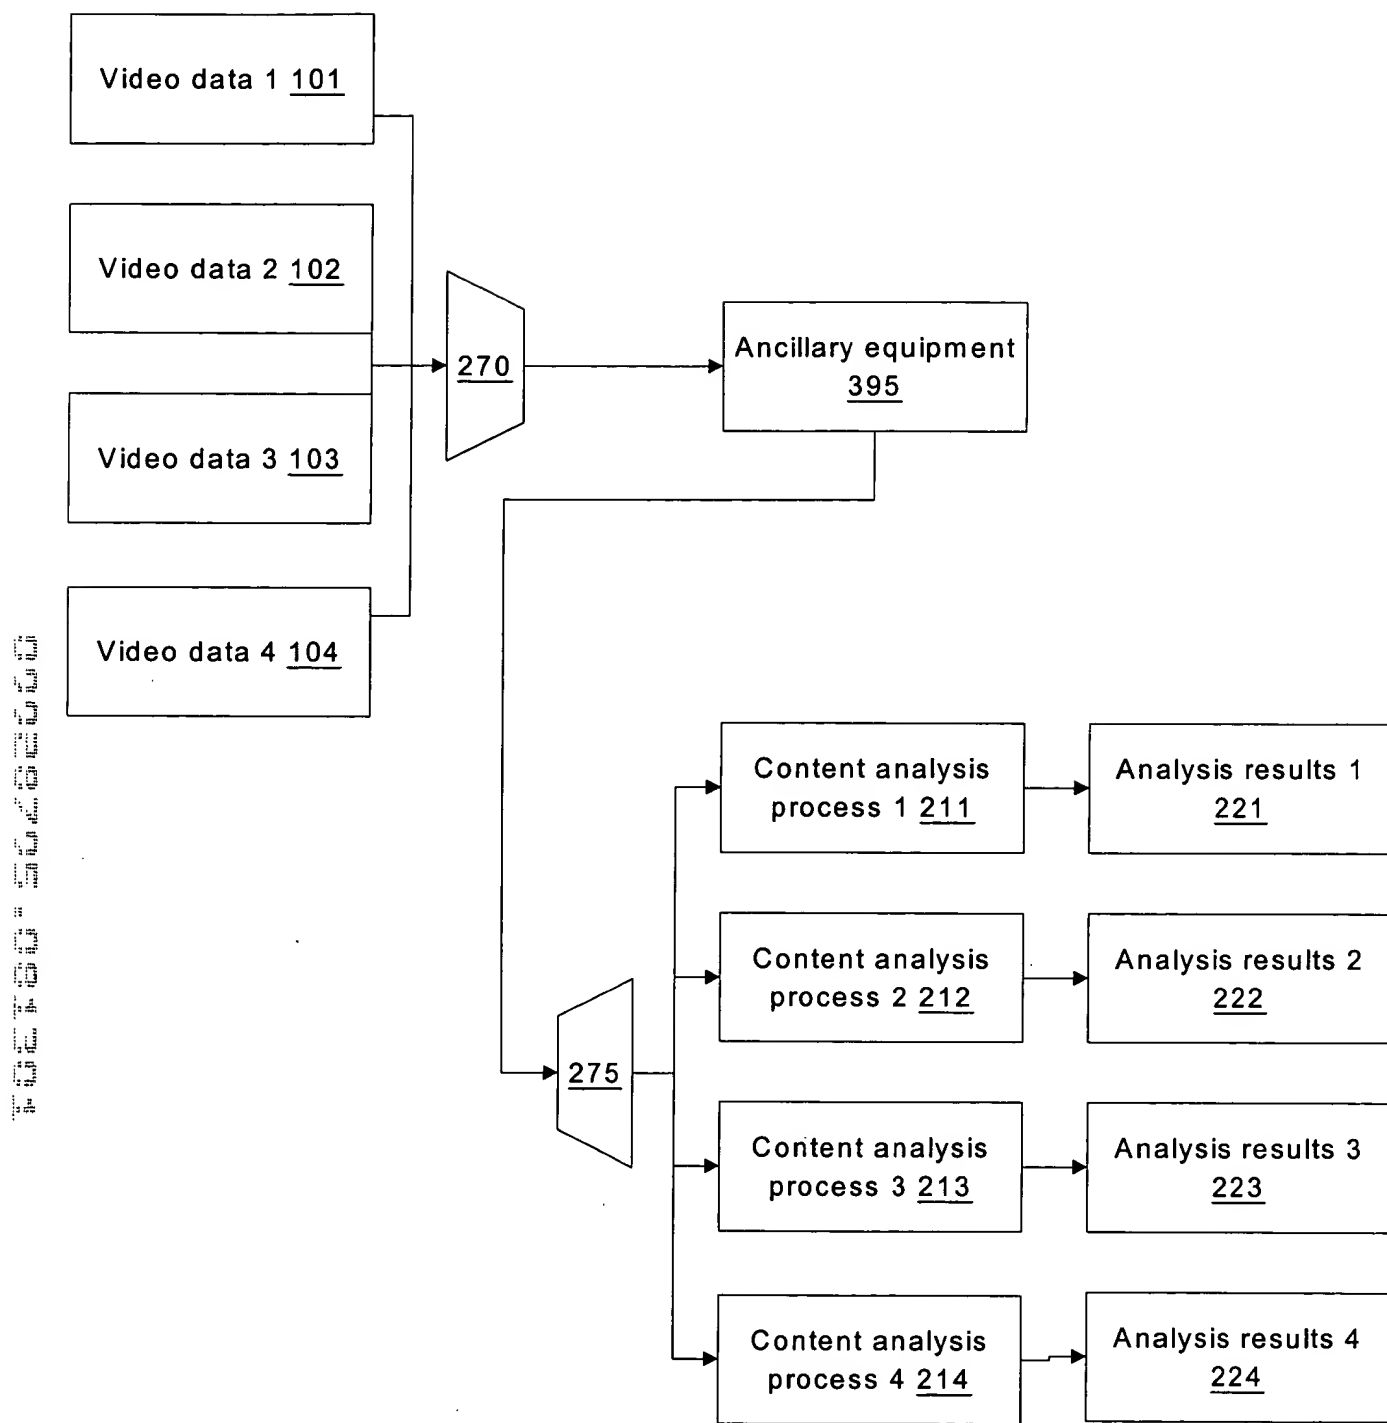 Video data 1 101
Video data 2 102
Video data 3 103
Video data 4 104
270
Ancillary equipment
395
275
Content analysis
process 1 211
Analysis results 1
221
Content analysis
process 2 212
Analysis results 2
222
Content analysis
process 3 213
Analysis results 3
223
Content analysis
process 4 214
Analysis results 4
224